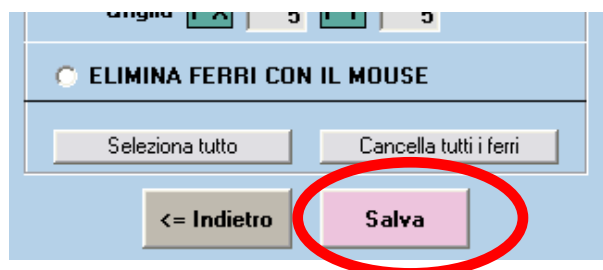 5 5
ELIMINA FERRI CON IL MOUSE
Seleziona tutto Cancella tutti i ferri
<= Indietro Salva